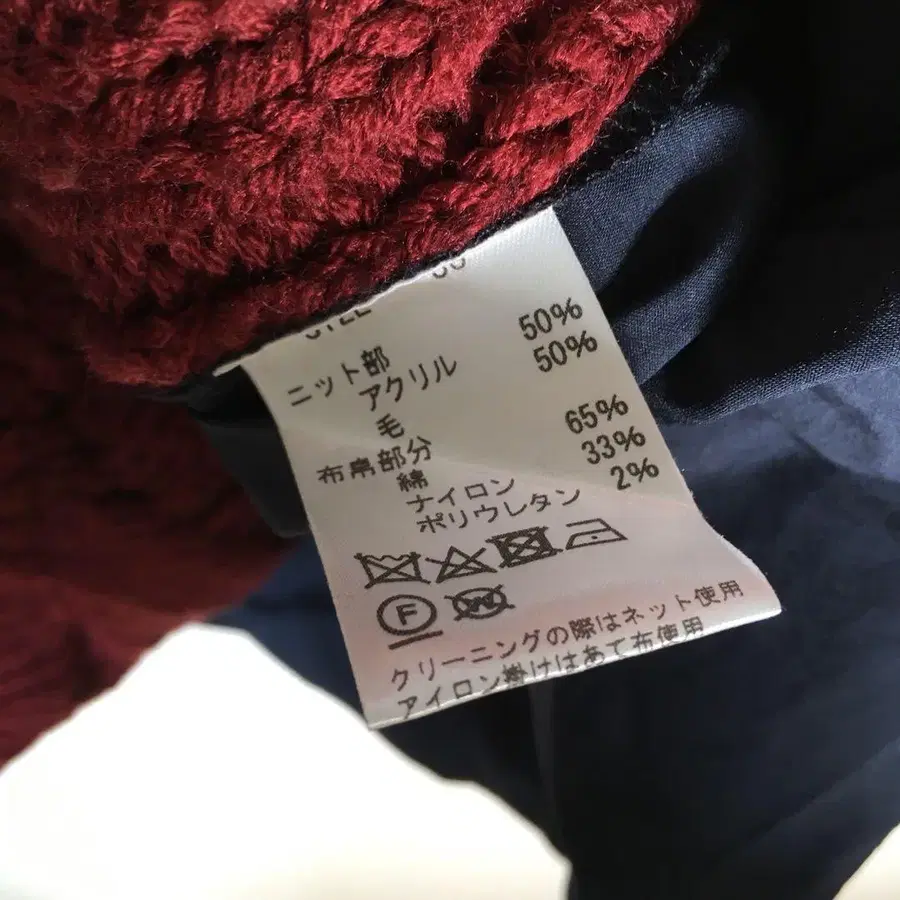 SIZE
ニット部
アクリル 50%
毛 50%
布帛部分
綿 65%
ナイロン 33%
ポリウレタン 2%
F W
クリーニングの際はネット使用
アイロン掛けはあて布使用